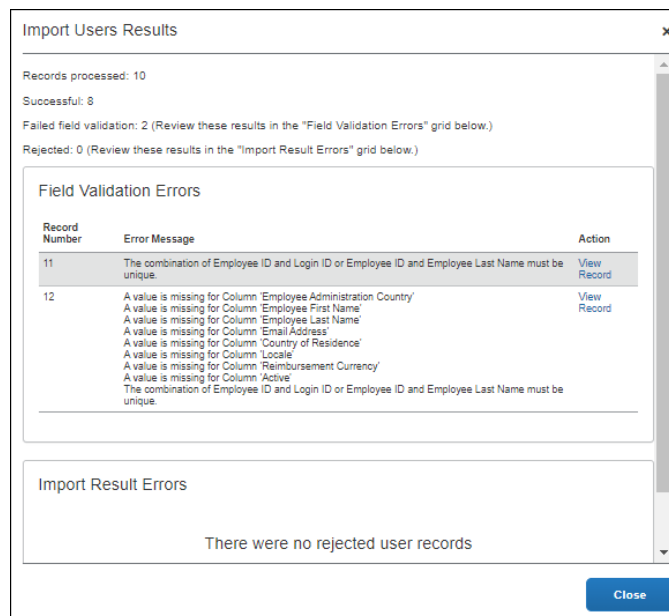 Import Users Results
×
Records processed: 10
Successful: 8
Failed field validation: 2 (Review these results in the "Field Validation Errors" grid below.)
Rejected: 0 (Review these results in the "Import Result Errors" grid below.)
Field Validation Errors
Record
Number Error Message Action
11 The combination of Employee ID and Login ID or Employee ID and Employee Last Name must be View
unique. Record
12 A value is missing for Column 'Employee Administration Country' View
A value is missing for Column 'Employee First Name' Record
A value is missing for Column 'Employee Last Name'
A value is missing for Column 'Email Address'
A value is missing for Column 'Country of Residence'
A value is missing for Column 'Locale'
A value is missing for Column 'Reimbursement Currency'
A value is missing for Column 'Active'
The combination of Employee ID and Login ID or Employee ID and Employee Last Name must be
unique.
Import Result Errors
There were no rejected user records
Close